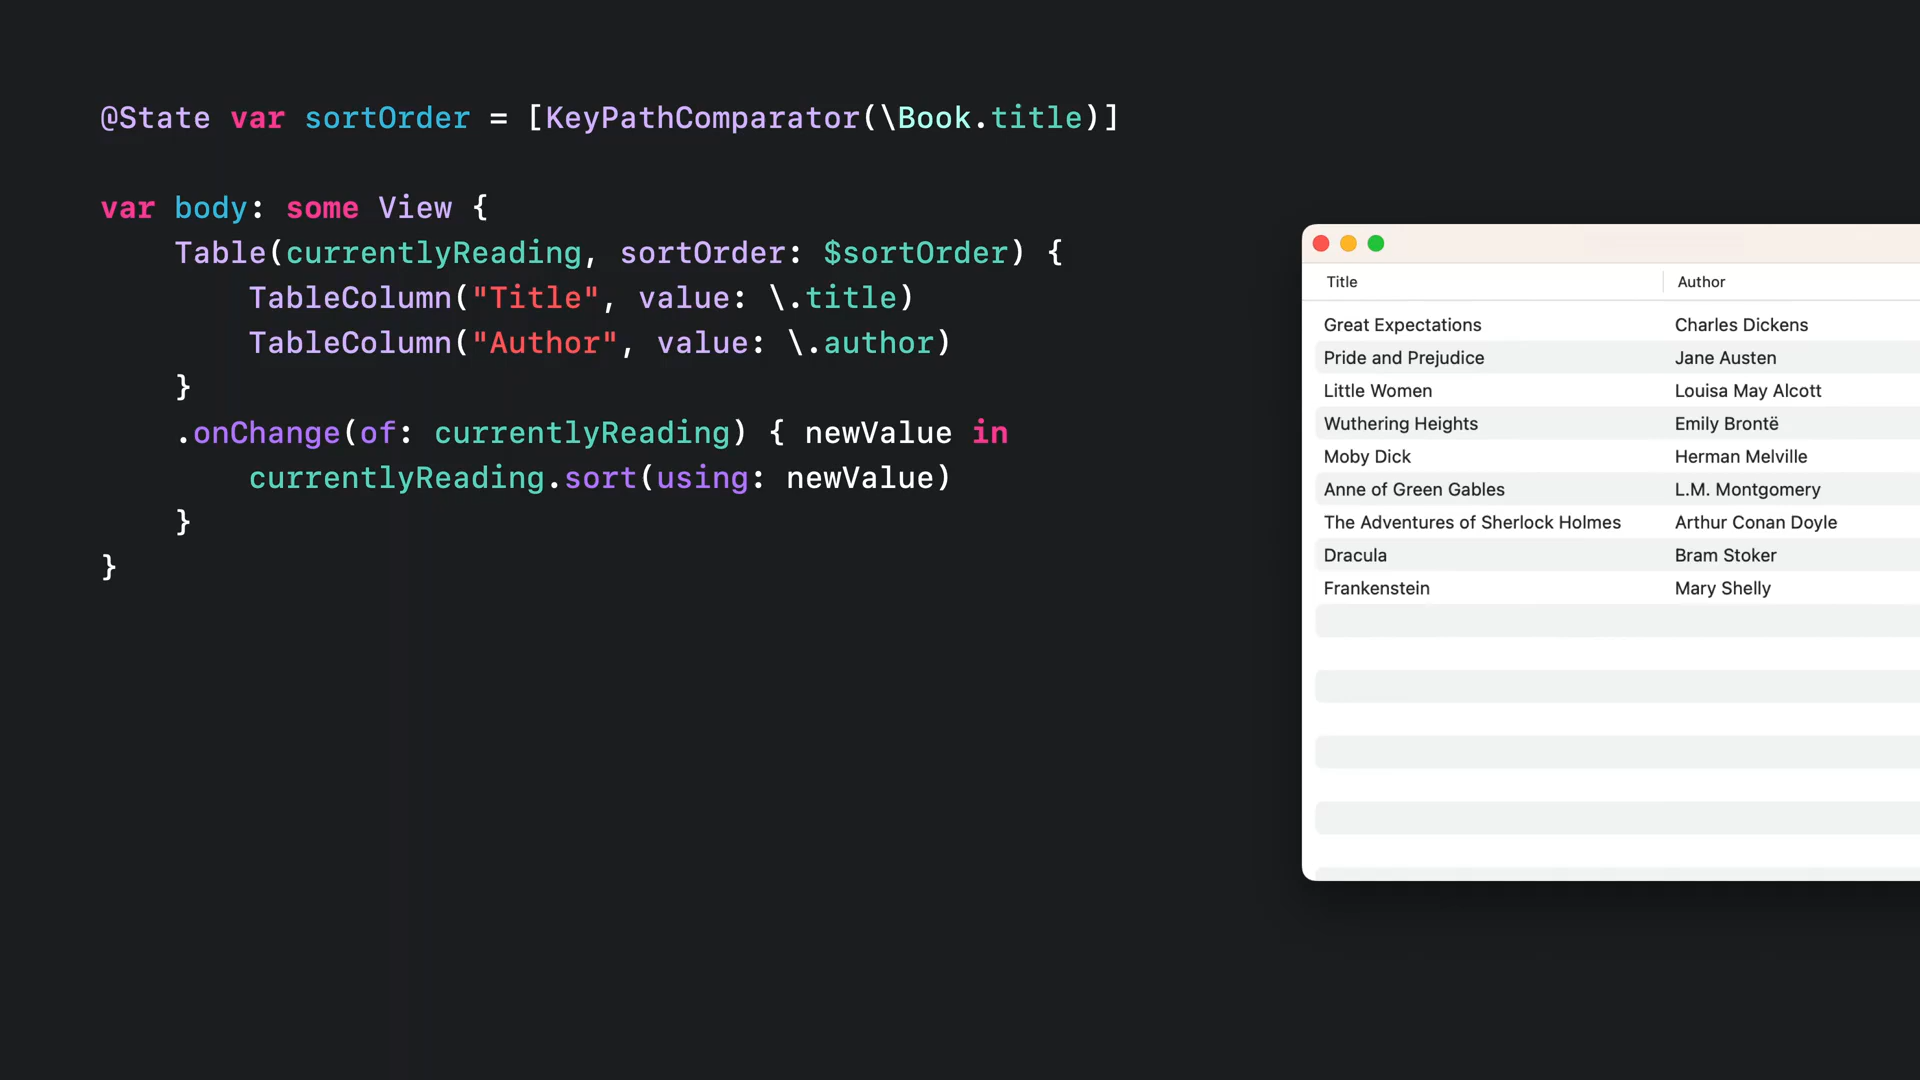 @State var sortOrder = [KeyPathComparator(\Book.title)]
var body: some View {
Table(currentlyReading, sortOrder: $sortOrder) {
TableColumn("Title", value: \.title)
TableColumn("Author", value: \.author)
}
.onChange(of: currentlyReading) { newValue in
currentlyReading.sort(using: newValue)
}
}
Title Author
Great Expectations Charles Dickens
Pride and Prejudice Jane Austen
Little Women Louisa May Alcott
Wuthering Heights Emily Brontë
Moby Dick Herman Melville
Anne of Green Gables L.M. Montgomery
The Adventures of Sherlock Holmes Arthur Conan Doyle
Dracula Bram Stoker
Frankenstein Mary Shelly